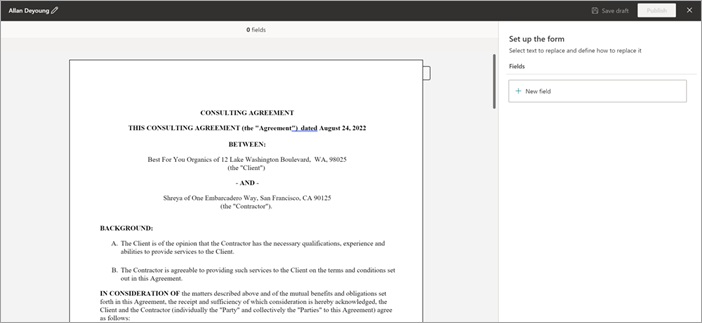 Allan Deyoung
Save draft
Publish
0 fields
Set up the form
Select text to replace and define how to replace it
Fields
+ New field
CONSULTING AGREEMENT
THIS CONSULTING AGREEMENT (the "Agreement") dated August 24, 2022
BETWEEN:
Best For You Organics of 12 Lake Washington Boulevard, WA, 98025
(the "Client")
- AND -
Shreya of One Embarcadero Way, San Francisco, CA 90125
(the "Contractor").
BACKGROUND:
A. The Client is of the opinion that the Contractor has the necessary qualifications, experience and
abilities to provide services to the Client.
B. The Contractor is agreeable to providing such services to the Client on the terms and conditions set
out in this Agreement.
IN CONSIDERATION OF the matters described above and of the mutual benefits and obligations set
forth in this Agreement, the receipt and sufficiency of which consideration is hereby acknowledged, the
Client and the Contractor (individually the "Party" and collectively the "Parties" to this Agreement) agree
as follows: